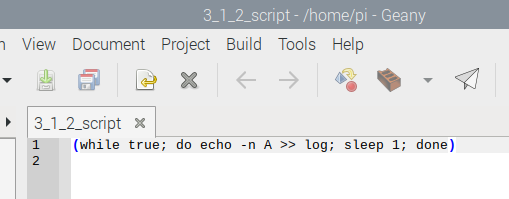 3_1_2_script - /home/pi - Geany
n View Document Project Build Tools Help
3_1_2_script
1 (while true; do echo -n A >> log; sleep 1; done)
2